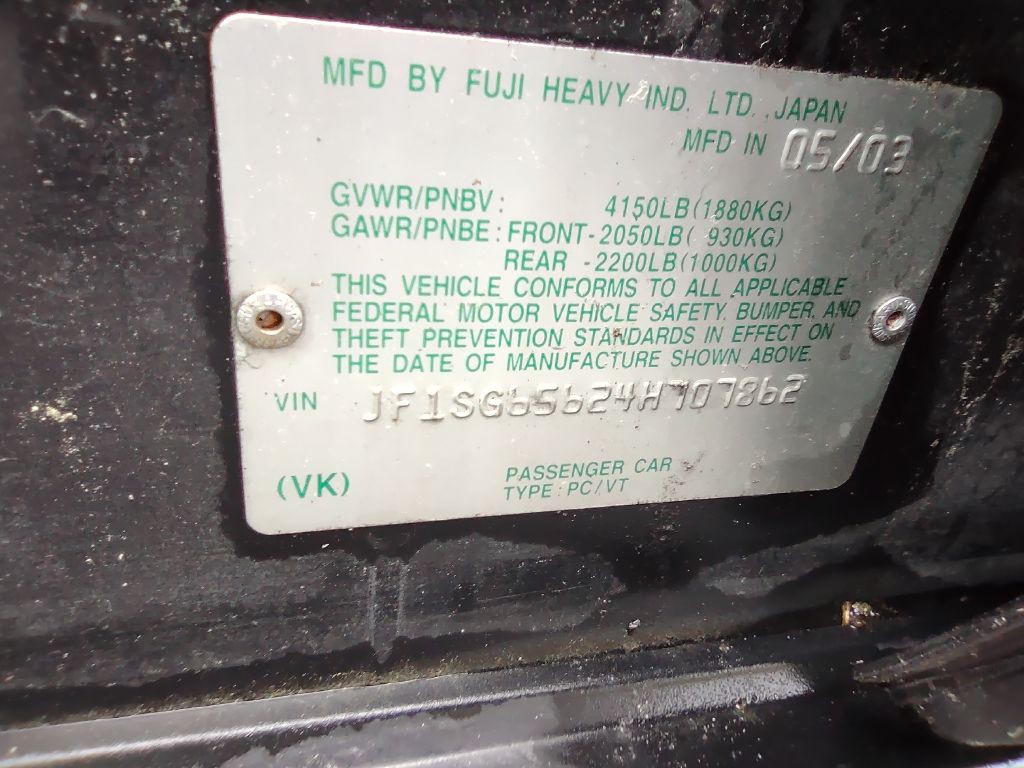 MFD BY FUJI HEAVY IND. LTD. JAPAN
MFD IN 05/03
GVWR/PNBV: 4150LB(1880KG)
GAWR/PNBE: FRONT-2050LB( 930KG)
REAR -2200LB(1000KG)
THIS VEHICLE CONFORMS TO ALL APPLICABLE
FEDERAL MOTOR VEHICLE SAFETY, BUMPER, AND
THEFT PREVENTION STANDARDS IN EFFECT ON
THE DATE OF MANUFACTURE SHOWN ABOVE.
VIN JF1SG65624H707862
(VK) PASSENGER CAR
TYPE: PC/VT